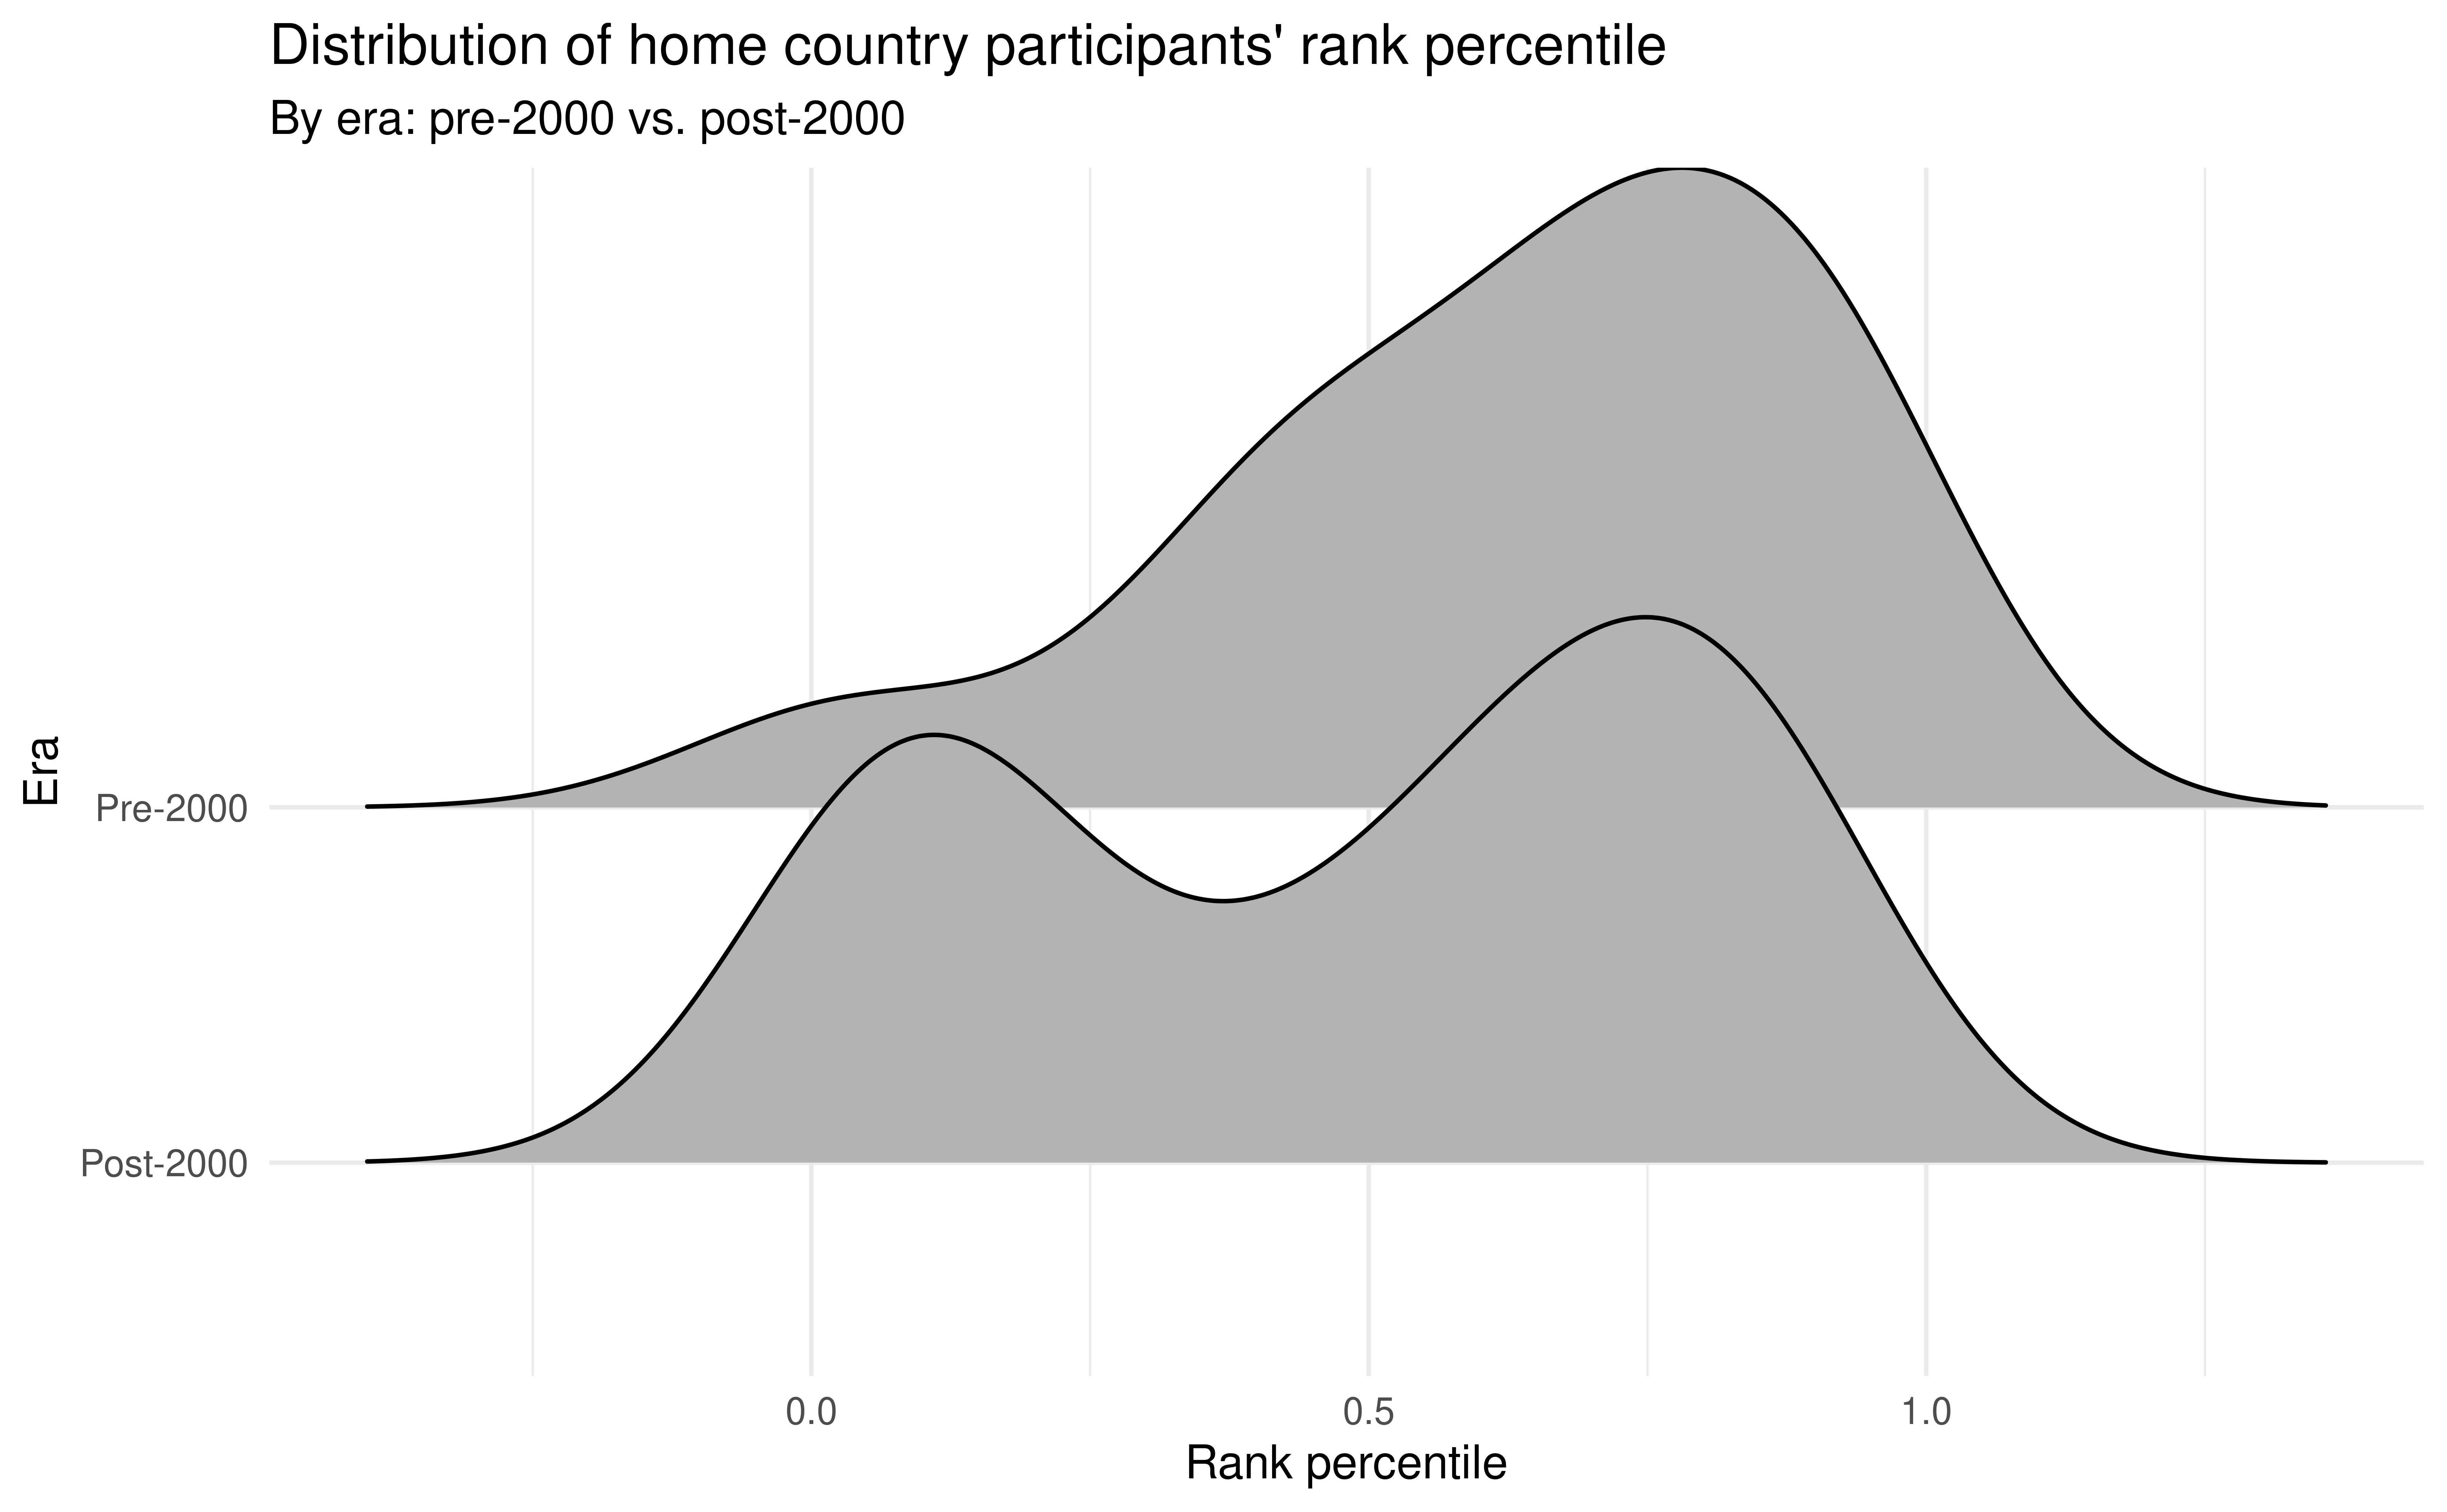 Distribution of home country participants' rank percentile
By era: pre-2000 vs. post-2000
Era
Pre-2000
Post-2000
0.0
0.5
1.0
Rank percentile